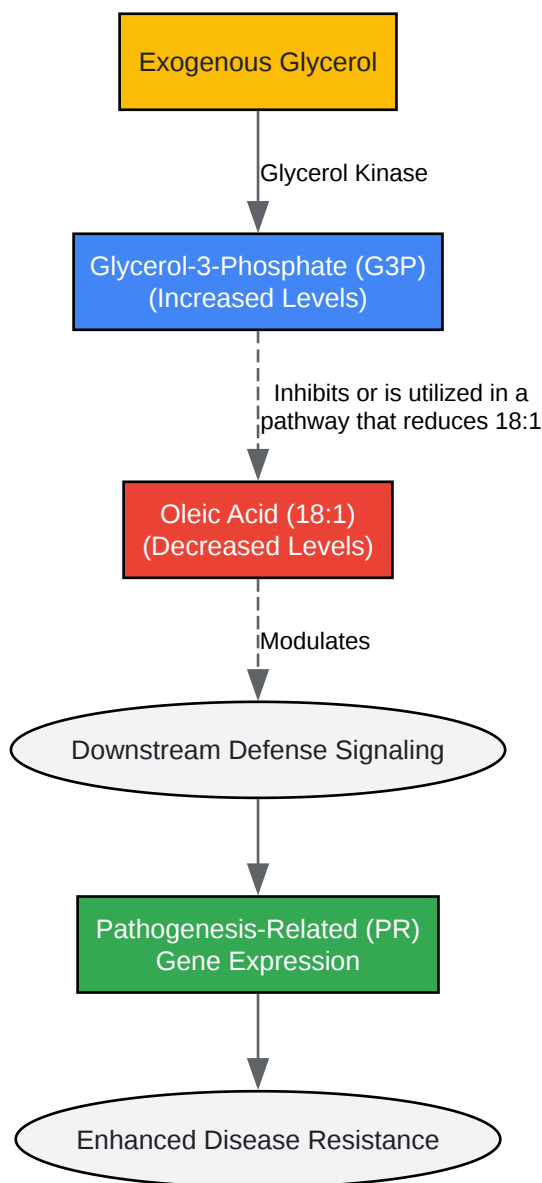 Exogenous Glycerol
Glycerol Kinase
Glycerol-3-Phosphate (G3P)
(Increased Levels)
Inhibits or is utilized in a
pathway that reduces 18:1
Oleic Acid (18:1)
(Decreased Levels)
Modulates
Downstream Defense Signaling
Pathogenesis-Related (PR)
Gene Expression
Enhanced Disease Resistance